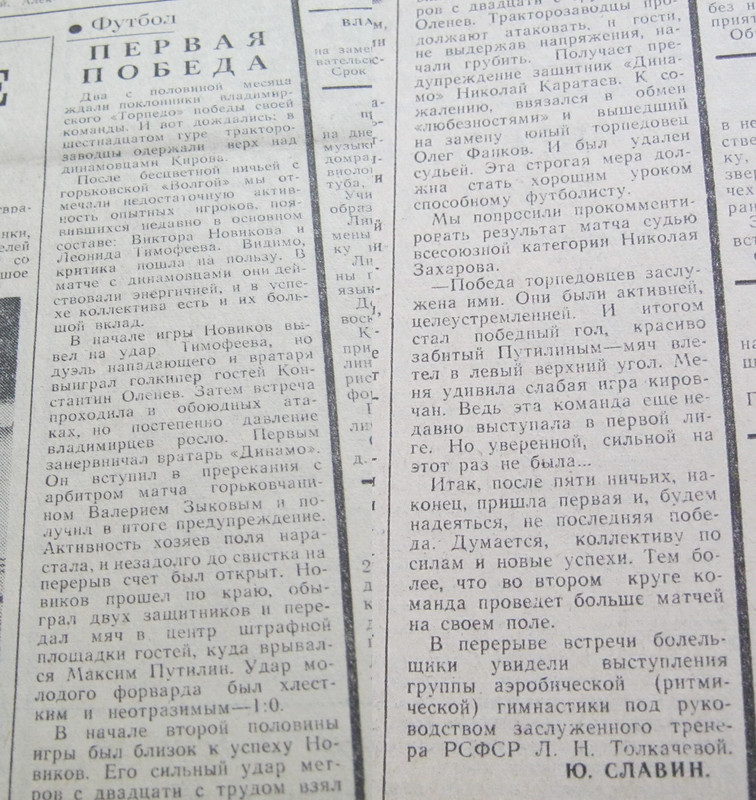 ● Футбол
ПЕРВАЯ
ПОБЕДА
Два с половиной месяца
ждали поклонники владимир-
ского «Торпедо» победы своей
команды. И вот дождались: в
шестнадцатом туре tракторо-
заводцы одержали верх над
динамовцами Кирова.
После бесцветной ничьей с
горьковской «Волгой» мы от-
мечали недостаточную актив-
ность опытных игроков, поя-
вившихся недавно в основном
составе: Виктора Новикова и
Леонида Тимофеева. Видимо,
критика пошла на пользу. В
матче с динамовцами они дей-
ствовали энергичней, и в успе-
хе коллектива есть и их боль-
шой вклад.
В начале игры Новиков вы-
вел на удар Тимофеева, но
дуэль нападающего и вратаря
выиграл голкипер гостей Кон-
стантин Оленев. Затем встреча
проходила в обоюдных ата-
ках, но постепенно давление
владимирцев росло. Первым
занервничал вратарь «Динамо».
Он вступил в пререкания с
арбитром матча горьковчани-
ном Валерием Зыковым и по-
лучил в итоге предупреждение.
Активность хозяев поля нара-
стала, и незадолго до свистка на
перерыв счет был открыт. Но-
виков прошел по краю, обы-
грал двух защитников и пере-
дал мяч в центр штрафной
площадки гостей, куда врывал-
ся Максим Путилин. Удар мо-
лодого форварда был хлест-
ким и неотразимым—1:0.
В начале второй половины
игры был близок к успеху Но-
виков. Его сильный удар мет-
ров с двадцати с трудом взял
ров с двадцати с трудом
Оленев. Тракторозаводцы про-
должают атаковать, и гости,
не выдержав напряжения, на-
чали грубить. Получает пре-
дупреждение защитник «Дина-
мо» Николай Каратаев. К со-
жалению, ввязался в обмен
«любезностями» и вышедший
на замену юный торпедовец
Олег Фанков. И был удален
судьей. Эта строгая мера дол-
жна стать хорошим уроком
способному футболисту.
Мы попросили прокомменти-
ровать результат матча судью
всесоюзной категории Николая
Захарова.
—Победа торпедовцев заслу-
жена ими. Они были активней,
целеустремленней. И итогом
стал победный гол, красиво
забитый Путилиным—мяч вле-
тел в левый верхний угол. Ме-
ня удивила слабая игра киров-
чан. Ведь эта команда еще не-
давно выступала в первой ли-
ге. Но уверенной, сильной на
этот раз не была...
Итак, после пяти ничьих, на-
конец, пришла первая и, будем
надеяться, не последняя побе-
да. Думается, коллективу по
силам и новые успехи. Тем бо-
лее, что во втором круге ко-
манда проведет больше матчей
на своем поле.
В перерыве встречи болель-
щики увидели выступления
группы аэробической (ритми-
ческой) гимнастики под руко-
водством заслуженного трене-
ра РСФСР Л. Н. Толкачевой.
Ю. СЛАВИН.